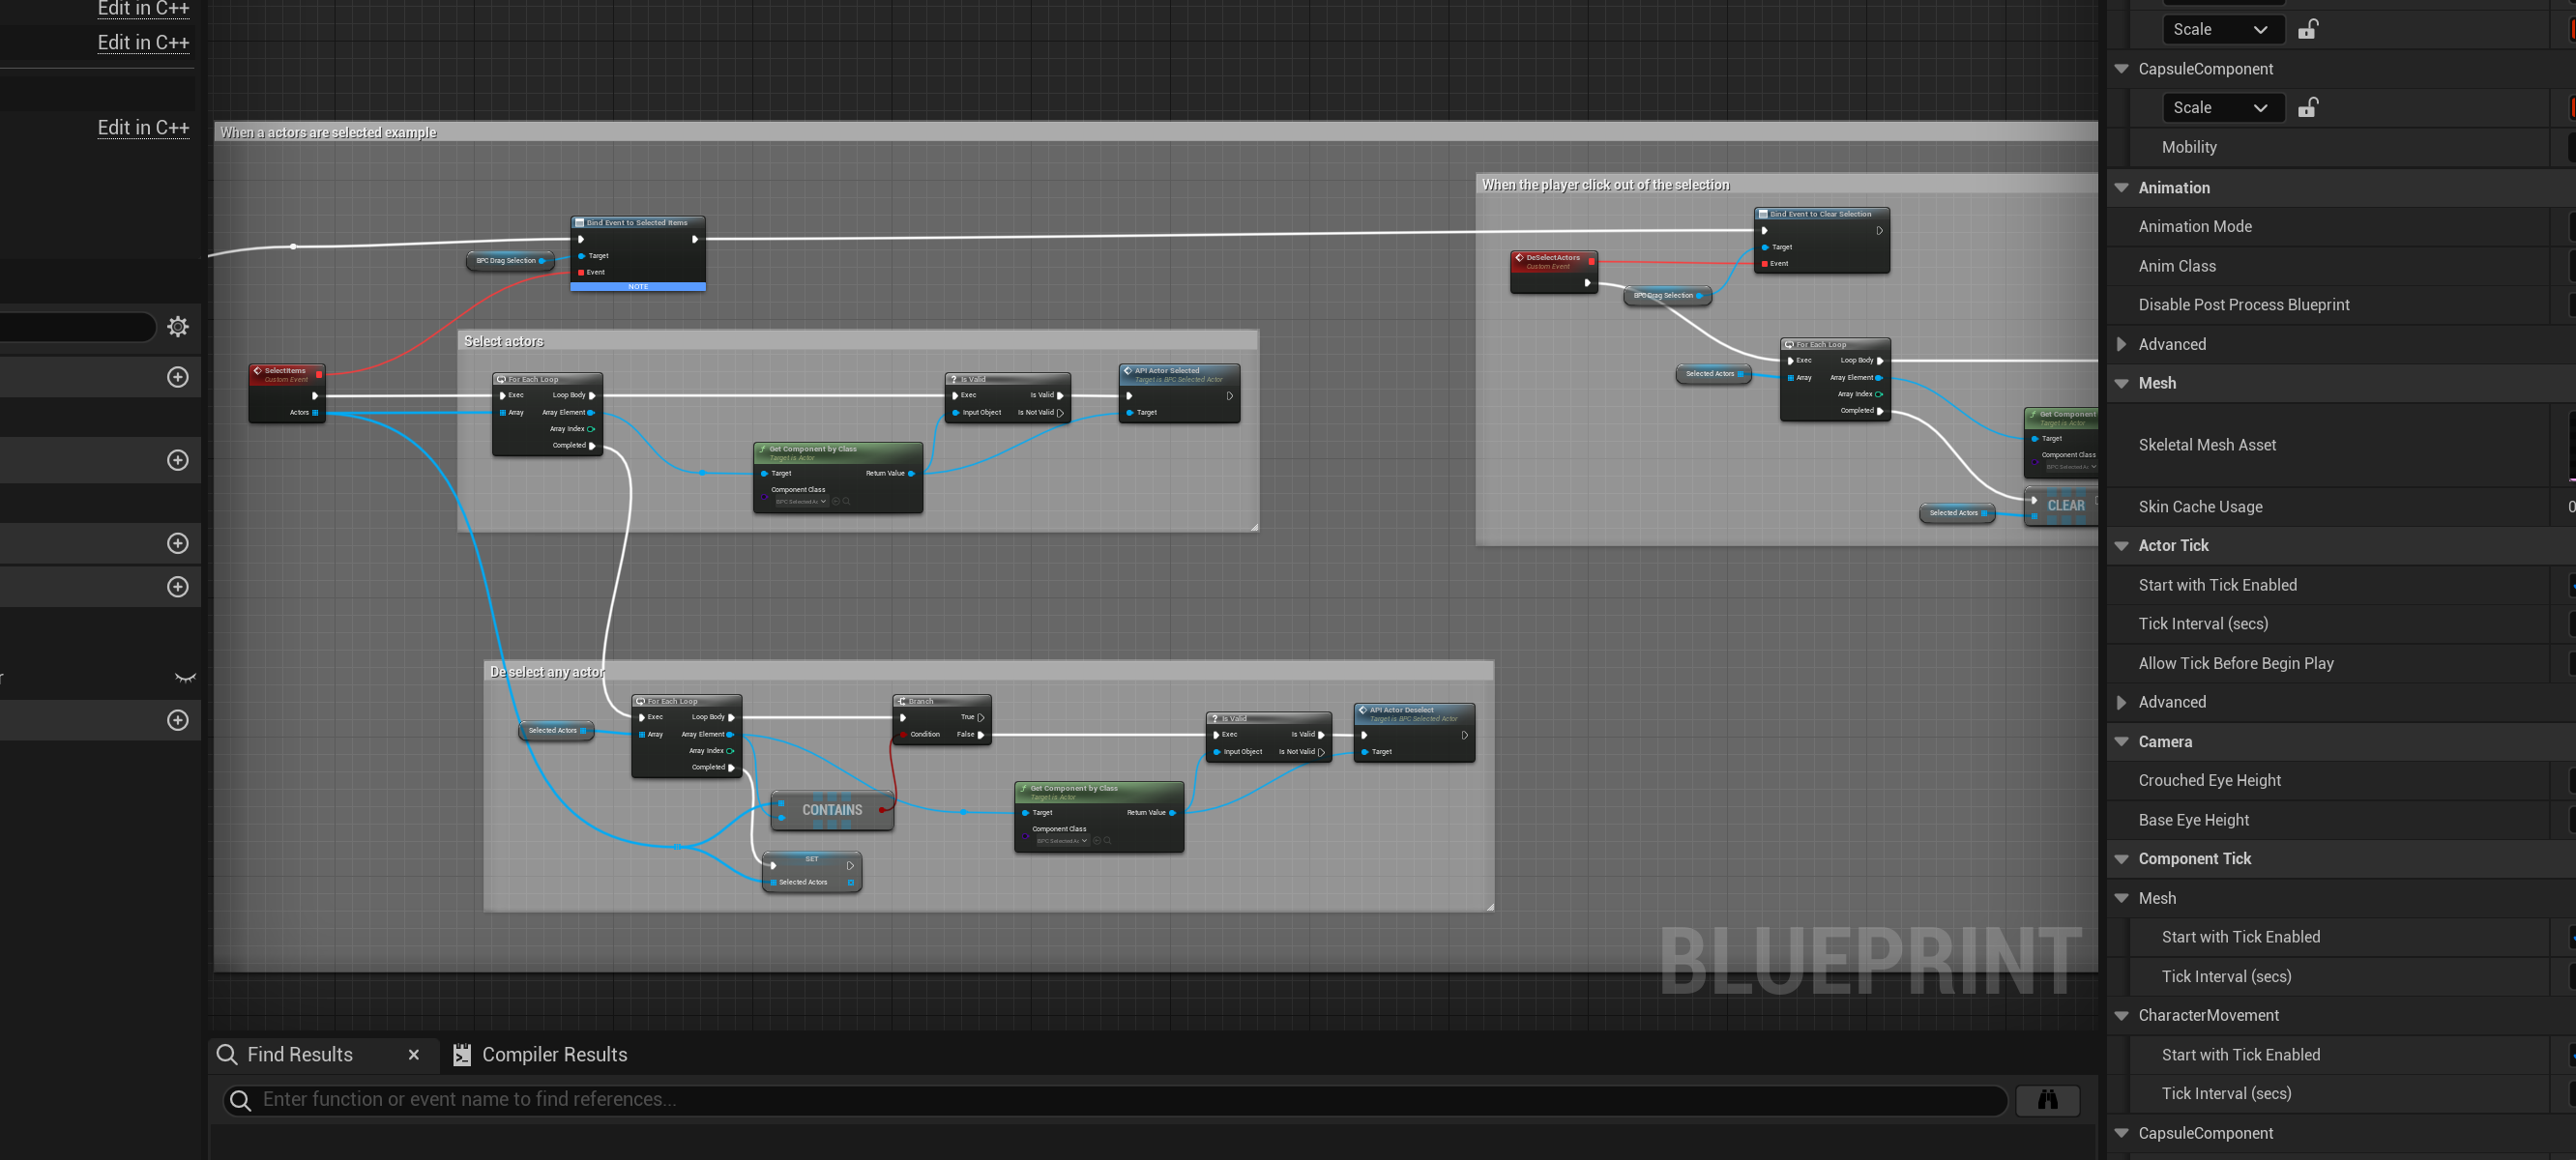 Edit in C++
Edit in C++
Edit in C++
When a actors are selected example
Bind Event to Selected Items
Target
Event
NOTE
BPC Drag Selection
SelectItems
Custom Event
Actors
Select actors
For Each Loop
Exec
Loop Body
Array
Array Element
Array Index
Completed
Get Component by Class
Target is Actor
Target
Return Value
Component Class
BPC Selected Ac
Is Valid
Exec
Is Valid
Input Object
Is Not Valid
API Actor Selected
Target is BPC Selected Actor
Target
De select any actor
Selected Actors
For Each Loop
Exec
Loop Body
Array
Array Element
Array Index
Completed
Branch
True
Condition
False
CONTAINS
SET
Selected Actors
Get Component by Class
Target is Actor
Target
Return Value
Component Class
BPC Selected Ac
Is Valid
Exec
Is Valid
Input Object
Is Not Valid
API Actor Deselect
Target is BPC Selected Actor
Target
When the player click out of the selection
Bind Event to Clear Selection
Target
Event
DeSelectActors
Custom Event
BPC Drag Selection
Selected Actors
For Each Loop
Exec
Loop Body
Array
Array Element
Array Index
Completed
Get Component
Target is Actor
Target
Component Class
BPC Selected Ac
Selected Actors
CLEAR
BLUEPRINT
Find Results
Compiler Results
Enter function or event name to find references...
Scale
CapsuleComponent
Scale
Mobility
Animation
Animation Mode
Anim Class
Disable Post Process Blueprint
Advanced
Mesh
Skeletal Mesh Asset
Skin Cache Usage
Actor Tick
Start with Tick Enabled
Tick Interval (secs)
Allow Tick Before Begin Play
Advanced
Camera
Crouched Eye Height
Base Eye Height
Component Tick
Mesh
Start with Tick Enabled
Tick Interval (secs)
CharacterMovement
Start with Tick Enabled
Tick Interval (secs)
CapsuleComponent